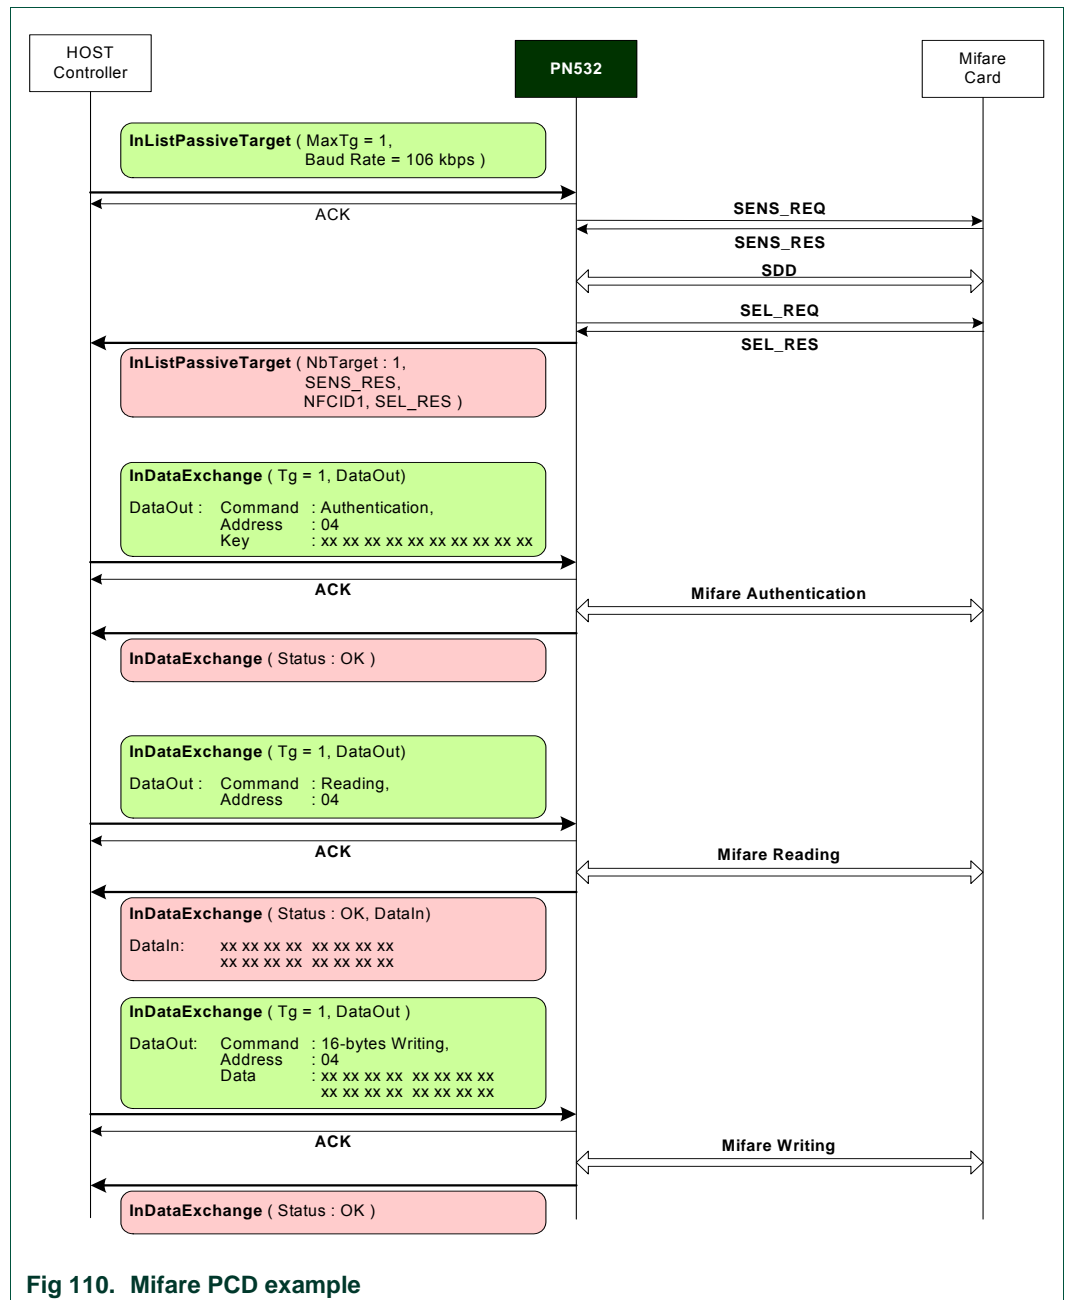 HOST
Controller
PN532
Mifare
Card
InListPassiveTarget ( MaxTg = 1,
Baud Rate = 106 kbps )
ACK
SENS_REQ
SENS_RES
SDD
SEL_REQ
SEL_RES
InListPassiveTarget ( NbTarget : 1,
SENS_RES,
NFCID1, SEL_RES )
InDataExchange ( Tg = 1, DataOut)
DataOut : Command : Authentication,
Address : 04
Key : xx xx xx xx xx xx xx xx xx xx
ACK
Mifare Authentication
InDataExchange ( Status : OK )
InDataExchange ( Tg = 1, DataOut)
DataOut : Command : Reading,
Address : 04
ACK
Mifare Reading
InDataExchange ( Status : OK, DataIn)
DataIn: xx xx xx xx xx xx xx xx
xx xx xx xx xx xx xx xx
InDataExchange ( Tg = 1, DataOut )
DataOut: Command : 16-bytes Writing,
Address : 04
Data : xx xx xx xx xx xx xx xx
xx xx xx xx xx xx xx xx
ACK
Mifare Writing
InDataExchange ( Status : OK )
Fig 110. Mifare PCD example